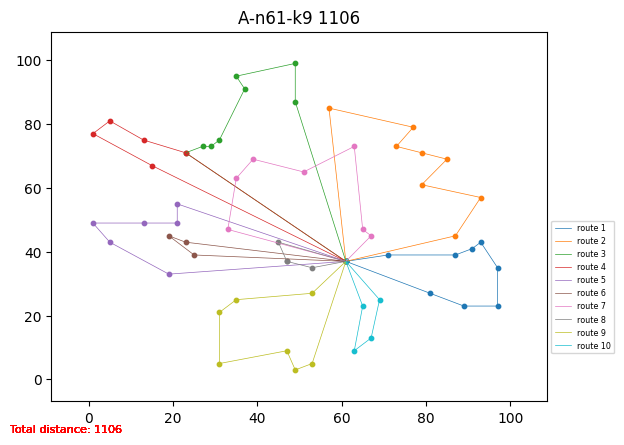 A-n61-k9 1106
100
80
60
40
20
0
0 20 40 60 80 100
route 1
route 2
route 3
route 4
route 5
route 6
route 7
route 8
route 9
route 10
Total distance: 1106